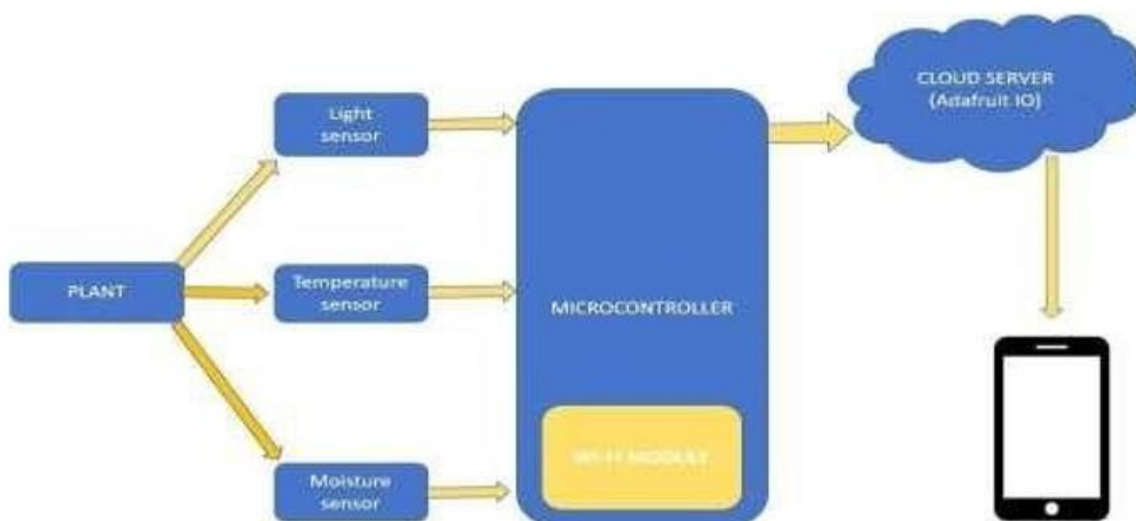 CLOUD SERVER
(Adafruit IO)
Light
sensor
PLANT
Temperature
sensor
MICROCONTROLLER
WI-FI MODULE
Moisture
sensor